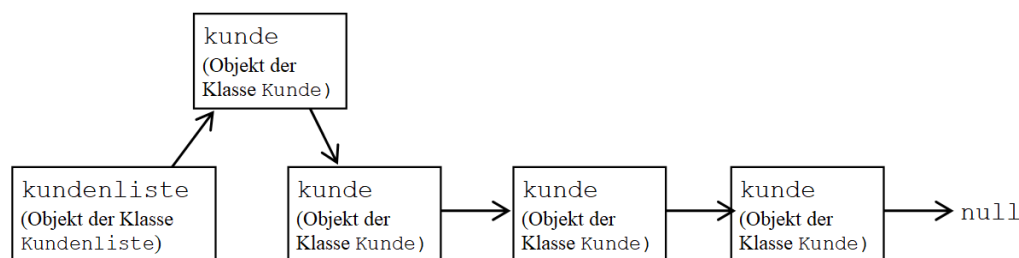 kunde
(Objekt der
Klasse Kunde)
kundenliste
(Objekt der Klasse
Kundenliste)
kunde
(Objekt der
Klasse Kunde)
kunde
(Objekt der
Klasse Kunde)
kunde
(Objekt der
Klasse Kunde)
null